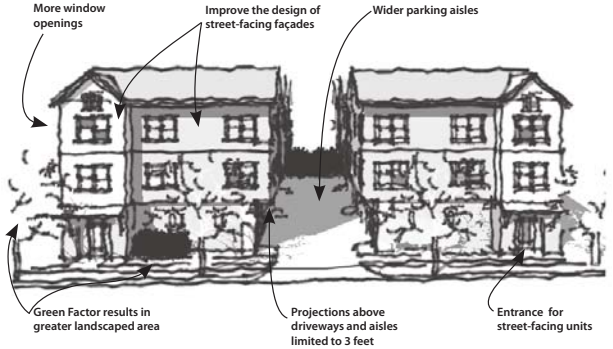 More window
openings
Improve the design of
street-facing façades
Wider parking aisles
Green Factor results in
greater landscaped area
Projections above
driveways and aisles
limited to 3 feet
Entrance for
street-facing units